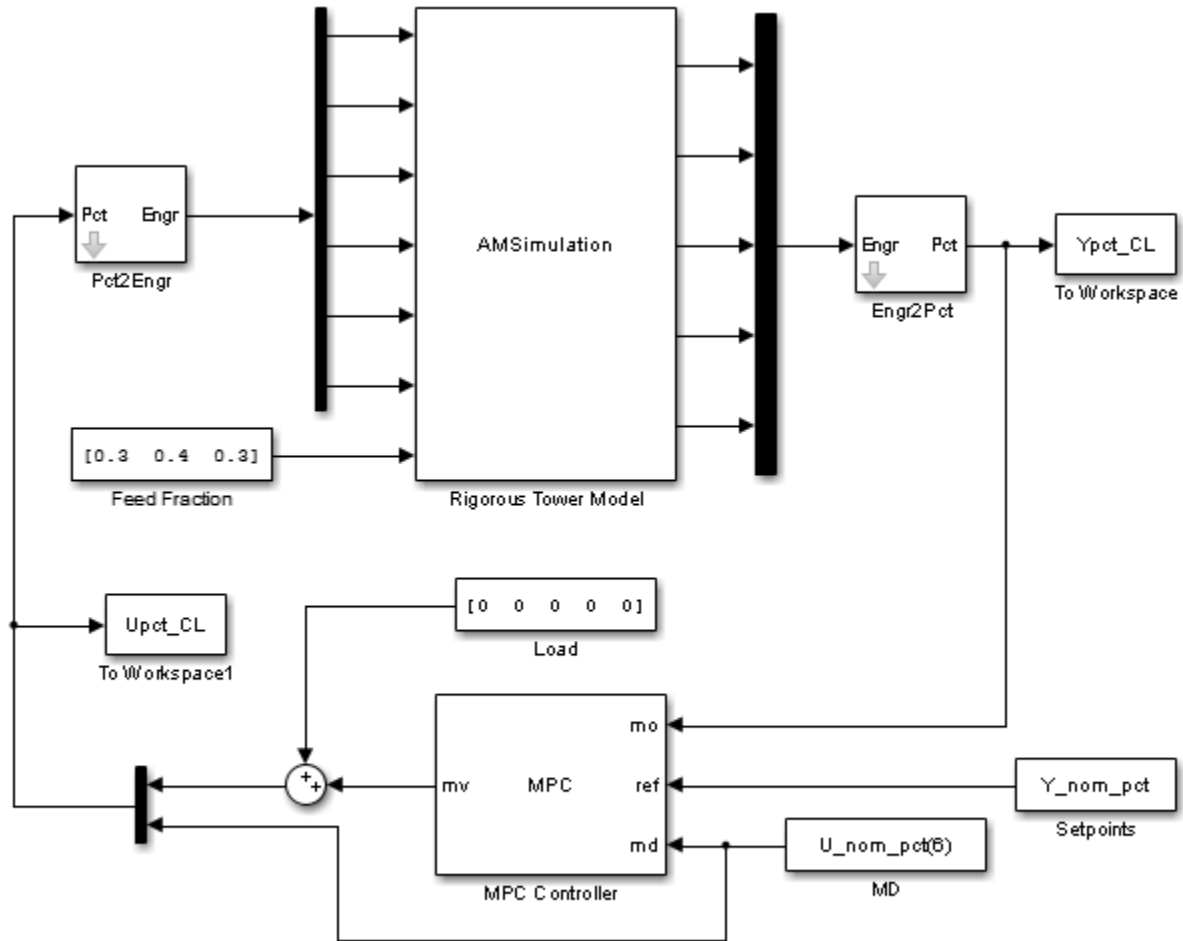 Pct Engr
Pct2Engr
AMSimulation
Rigorous Tower Model
Engr Pct
Engr2Pct
Ypct_CL
To Workspace
[0.3 0.4 0.3]
Feed Fraction
Upct_CL
To Workspace1
[0 0 0 0 0]
Load
+
+
mv MPC mo
ref
md
MPC Controller
Y_nom_pct
Setpoints
U_nom_pct(6)
MD